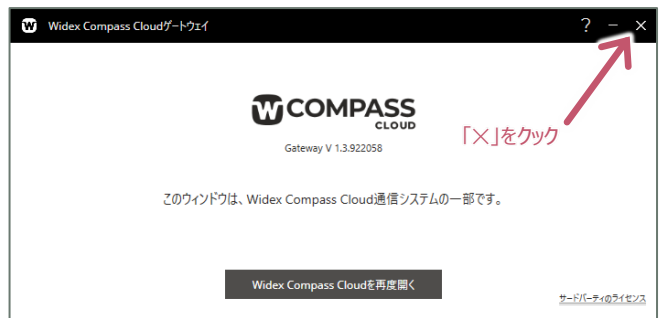 Widex Compass Cloudゲートウェイ
? − ×
W COMPASS
CLOUD
「×」をクック
Gateway V 1.3.922058
このウィンドウは、Widex Compass Cloud通信システムの一部です。
Widex Compass Cloudを再度開く
サードパーティのライセンス